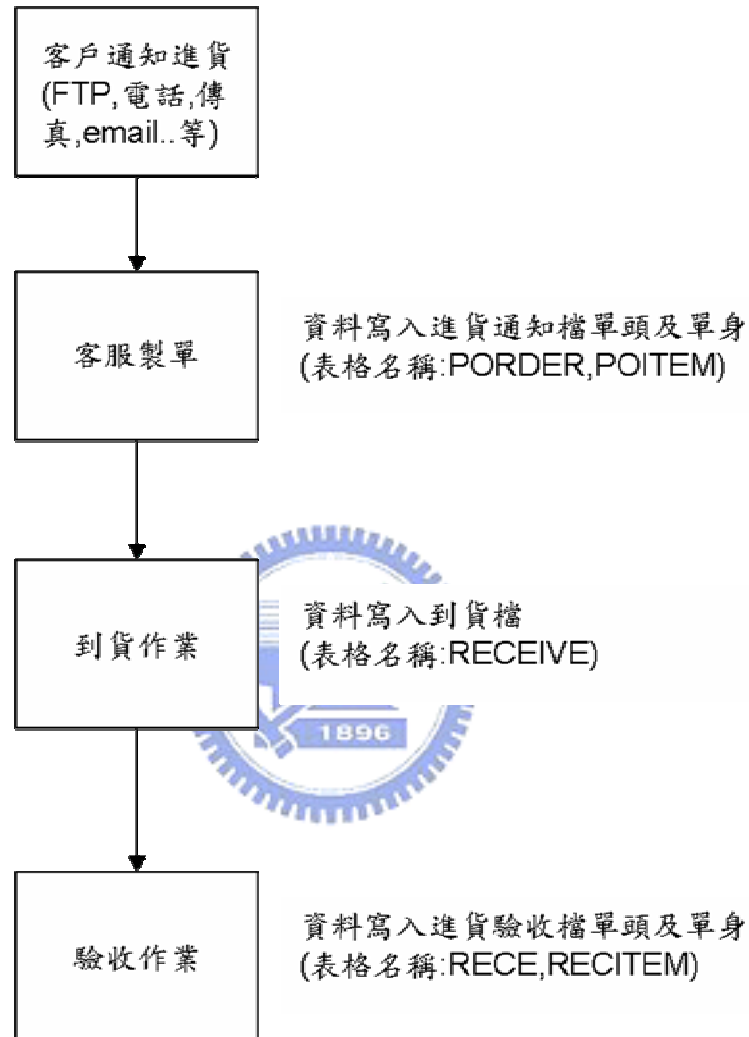 客戶通知進貨
(FTP,電話,傳
真,email..等)
客服製單
資料寫入進貨通知檔單頭及單身
(表格名稱:PORDER,POITEM)
到貨作業
資料寫入到貨檔
(表格名稱:RECEIVE)
1896
驗收作業
資料寫入進貨驗收檔單頭及單身
(表格名稱:RECE,RECITEM)